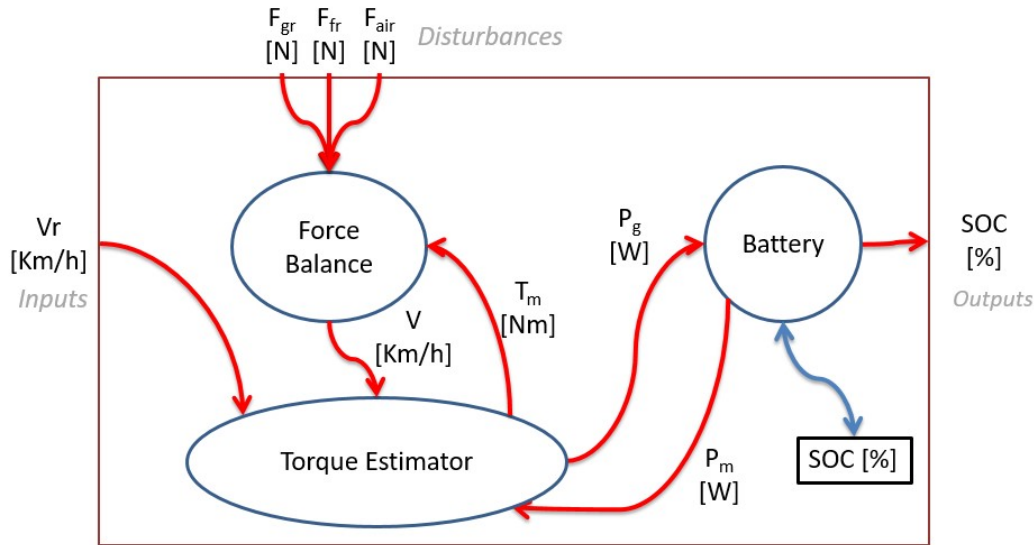 F_gr F_fr F_air
[N] [N] [N]
Disturbances
Vr
[Km/h]
Inputs
Force
Balance
V
[Km/h]
T_m
[Nm]
P_g
[W]
Battery
SOC
[%]
Outputs
Torque Estimator
P_m
[W]
SOC [%]